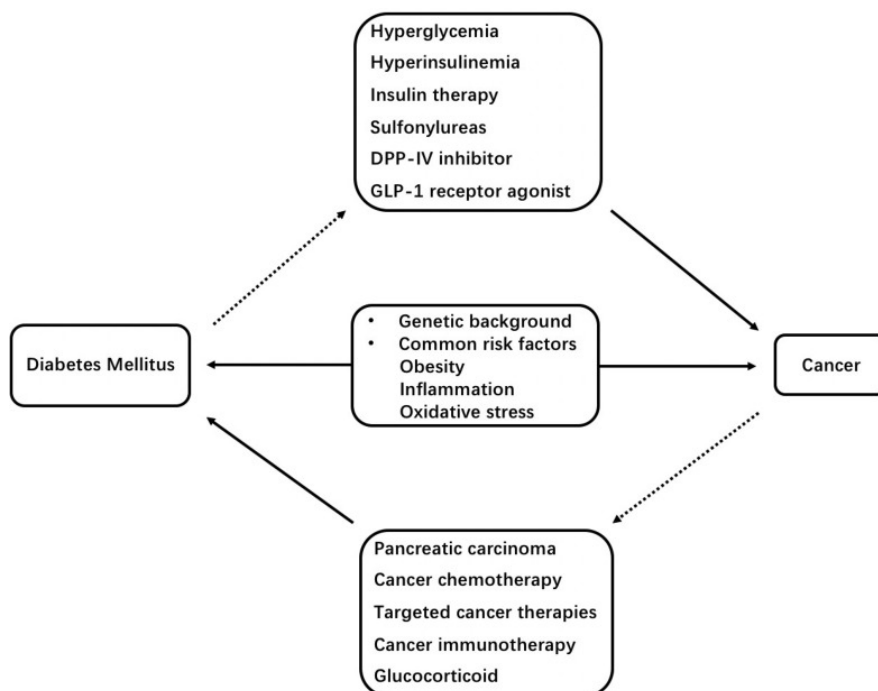 Hyperglycemia
Hyperinsulinemia
Insulin therapy
Sulfonylureas
DPP-IV inhibitor
GLP-1 receptor agonist
Diabetes Mellitus
• Genetic background
• Common risk factors
Obesity
Inflammation
Oxidative stress
Cancer
Pancreatic carcinoma
Cancer chemotherapy
Targeted cancer therapies
Cancer immunotherapy
Glucocorticoid